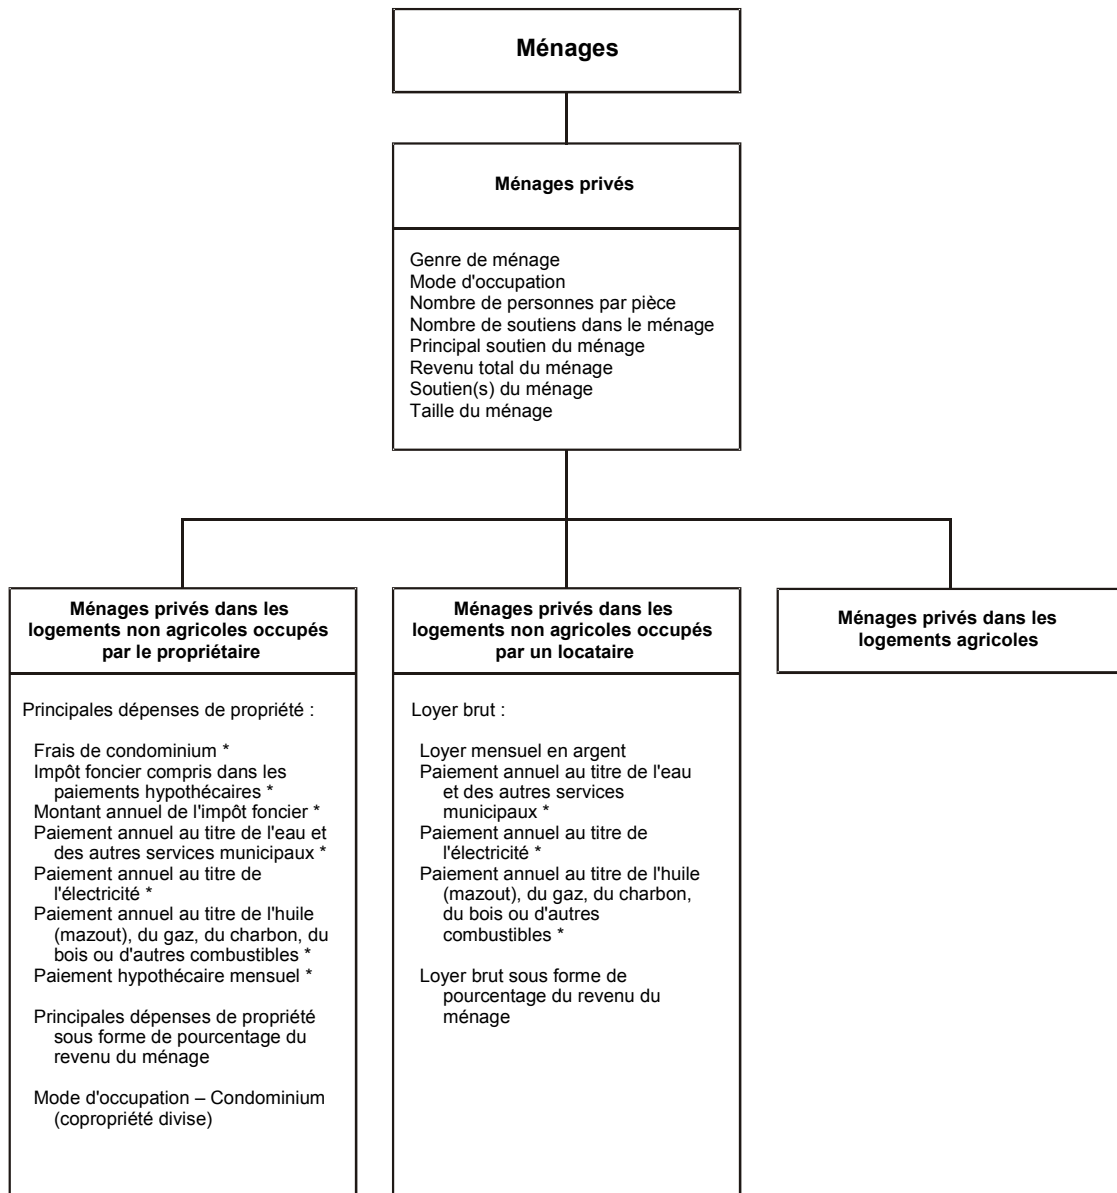 Ménages
Ménages privés
Genre de ménage
Mode d'occupation
Nombre de personnes par pièce
Nombre de soutiens dans le ménage
Principal soutien du ménage
Revenu total du ménage
Soutien(s) du ménage
Taille du ménage
Ménages privés dans les
logements non agricoles occupés
par le propriétaire
Principales dépenses de propriété :
Frais de condominium *
Impôt foncier compris dans les
paiements hypothécaires *
Montant annuel de l'impôt foncier *
Paiement annuel au titre de l'eau et
des autres services municipaux *
Paiement annuel au titre de
l'électricité *
Paiement annuel au titre de l'huile
(mazout), du gaz, du charbon, du
bois ou d'autres combustibles *
Paiement hypothécaire mensuel *
Principales dépenses de propriété
sous forme de pourcentage du
revenu du ménage
Mode d'occupation – Condominium
(copropriété divise)
Ménages privés dans les
logements non agricoles occupés
par un locataire
Loyer brut :
Loyer mensuel en argent
Paiement annuel au titre de l'eau
et des autres services
municipaux *
Paiement annuel au titre de
l'électricité *
Paiement annuel au titre de l'huile
(mazout), du gaz, du charbon,
du bois ou d'autres
combustibles *
Loyer brut sous forme de
pourcentage du revenu du
ménage
Ménages privés dans les
logements agricoles